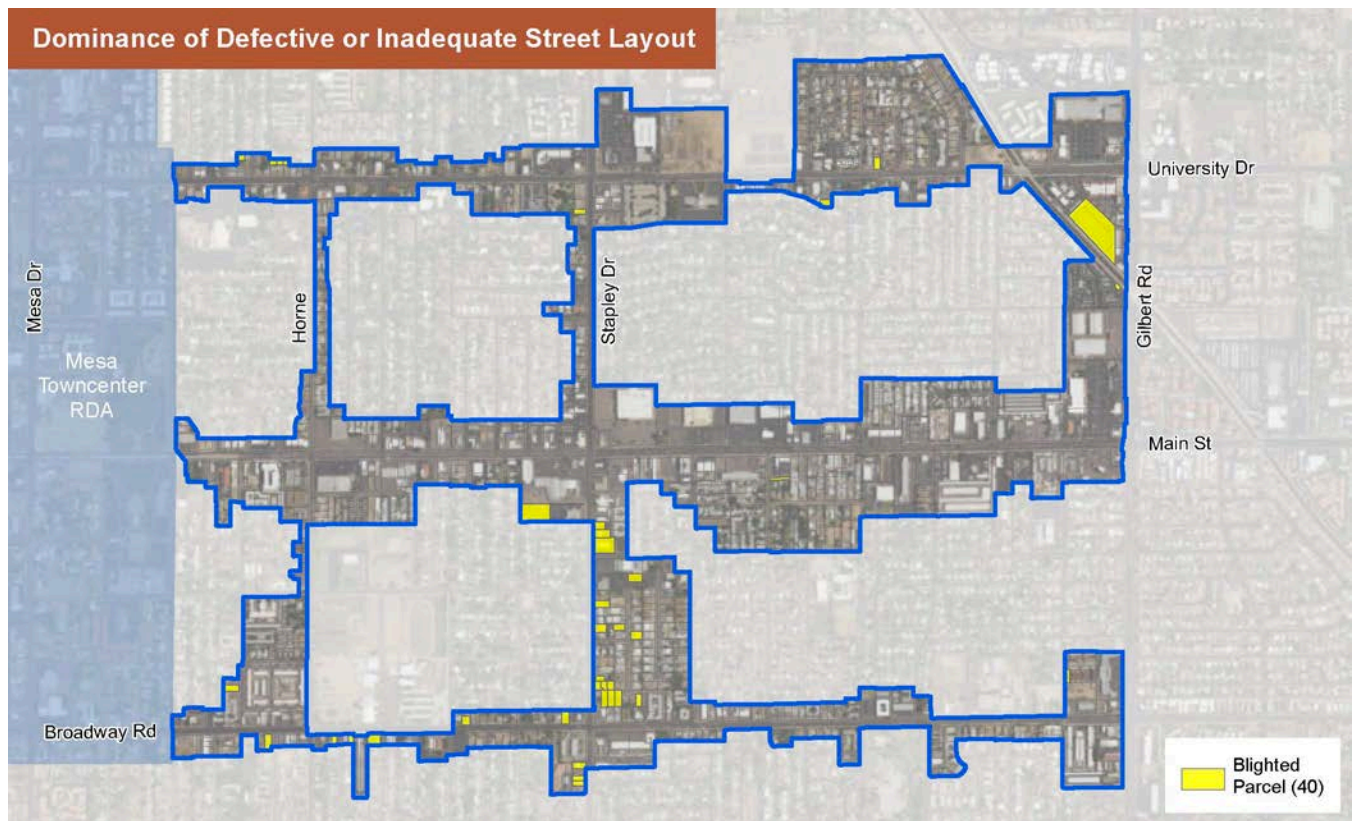 Dominance of Defective or Inadequate Street Layout
University Dr
Mesa Dr
Horne
Stapley Dr
Gilbert Rd
Mesa
Towncenter
RDA
Main St
Broadway Rd
Blighted
Parcel (40)